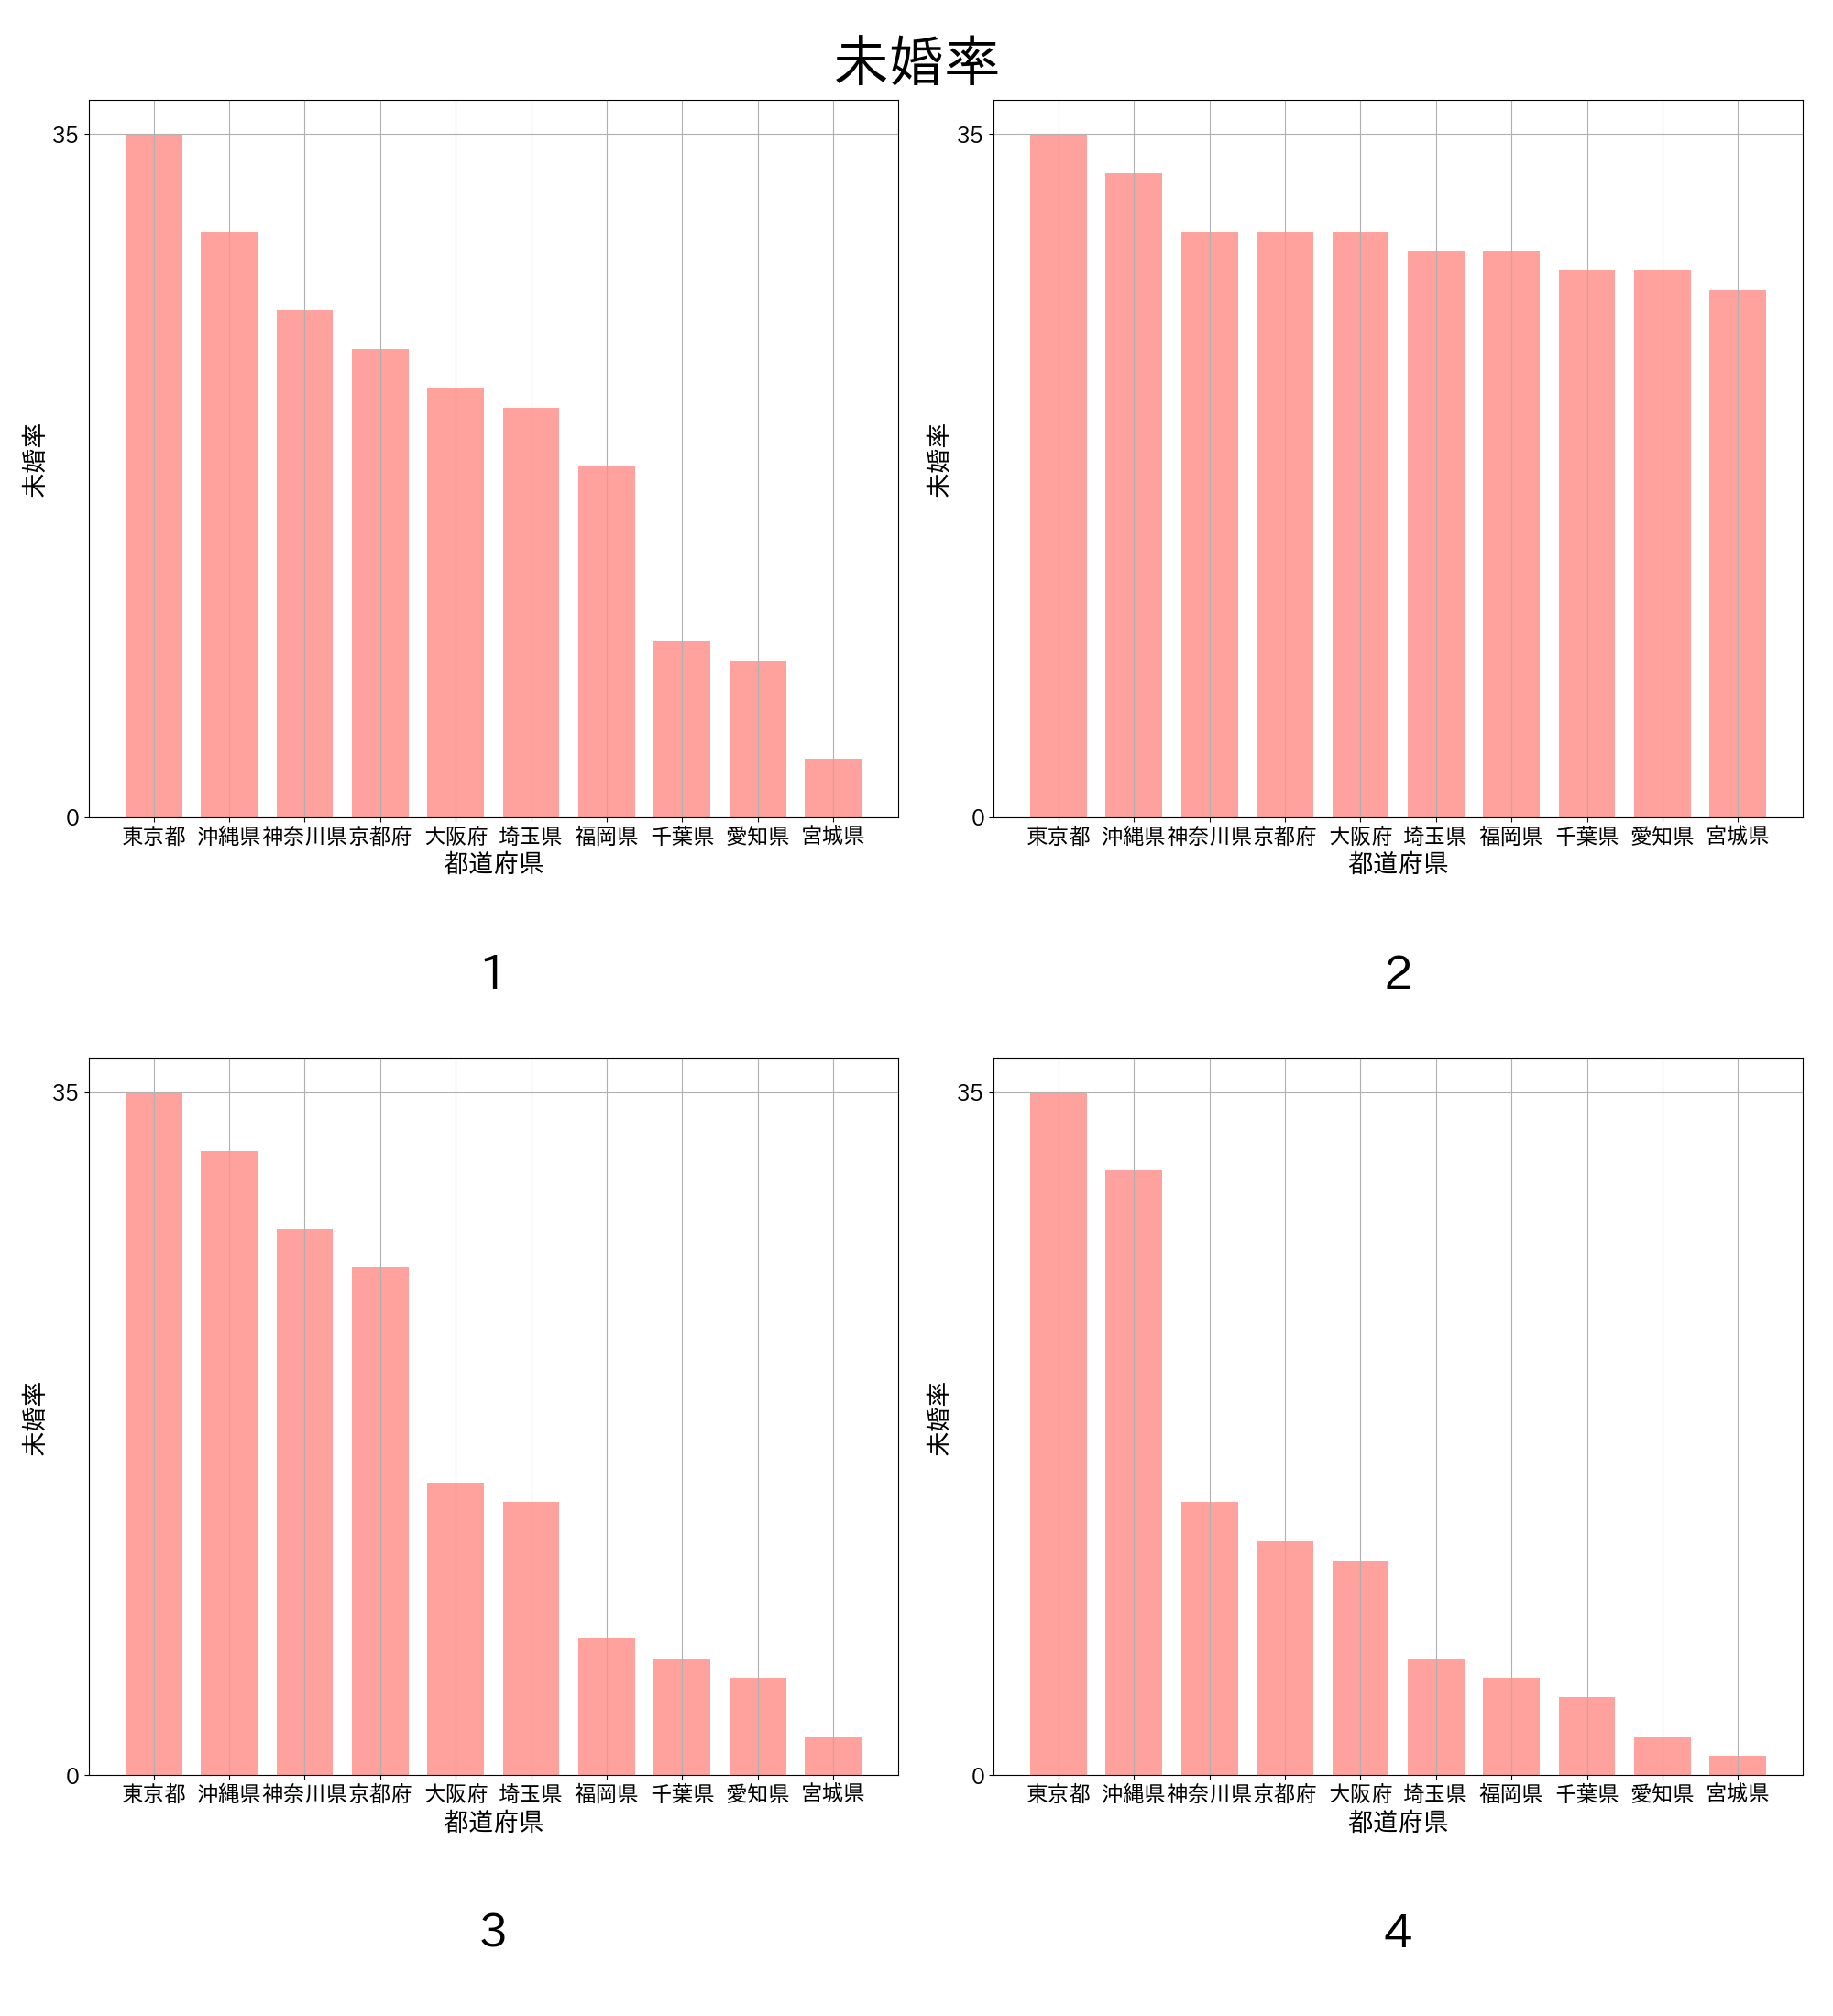 未婚率
35
0
未婚率
東京都 沖縄県 神奈川県 京都府 大阪府 埼玉県 福岡県 千葉県 愛知県 宮城県
都道府県
1
35
0
未婚率
東京都 沖縄県 神奈川県 京都府 大阪府 埼玉県 福岡県 千葉県 愛知県 宮城県
都道府県
2
35
0
未婚率
東京都 沖縄県 神奈川県 京都府 大阪府 埼玉県 福岡県 千葉県 愛知県 宮城県
都道府県
3
35
0
未婚率
東京都 沖縄県 神奈川県 京都府 大阪府 埼玉県 福岡県 千葉県 愛知県 宮城県
都道府県
4